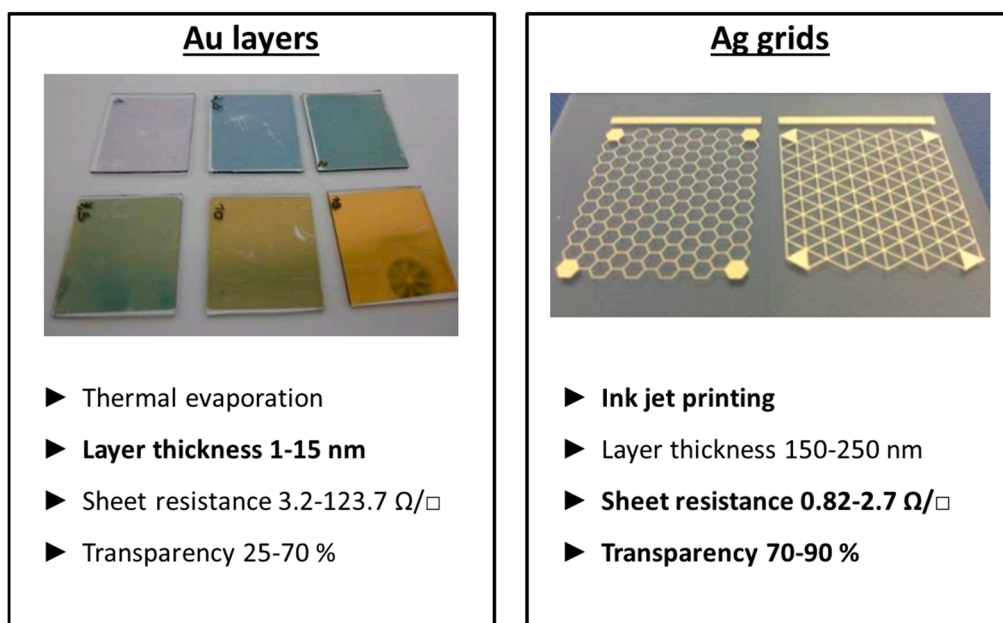 Au layers
► Thermal evaporation
► Layer thickness 1-15 nm
► Sheet resistance 3.2-123.7 Ω/□
► Transparency 25-70 %
Ag grids
► Ink jet printing
► Layer thickness 150-250 nm
► Sheet resistance 0.82-2.7 Ω/□
► Transparency 70-90 %